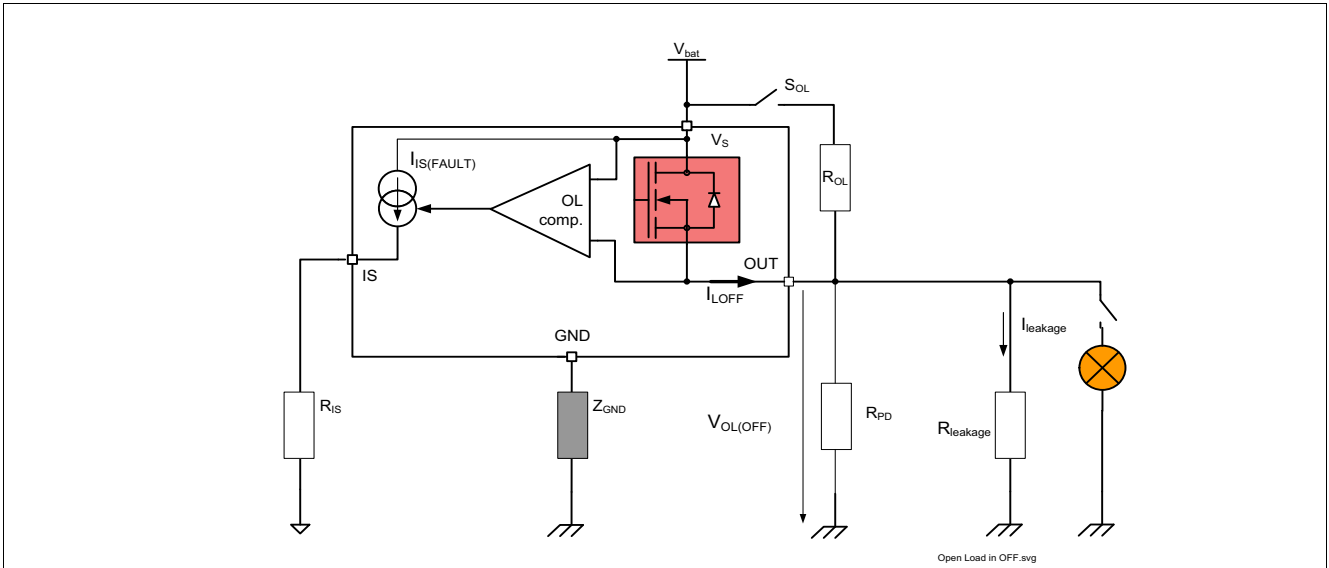 Vbat
SOL
VS
IIS(FAULT)
ROL
OL
comp.
OUT
IS
ILOFF
Ileakage
GND
RIS
ZGND
VOL(OFF)
RPD
Rleakage
Open Load in OFF.svg